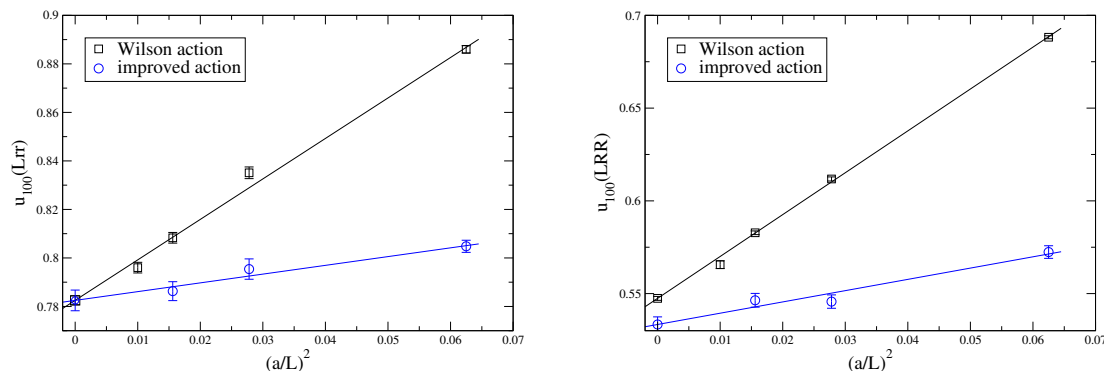 0.88
0.86
0.84
0.82
0.8
0.78
u₁₀₀(Lrr)
Wilson action
improved action
0 0.01 0.02 0.03 0.04 0.05 0.06 0.07
(a/L)²
0.7
0.65
0.6
0.55
u₁₀₀(LRR)
Wilson action
improved action
0 0.01 0.02 0.03 0.04 0.05 0.06 0.07
(a/L)²